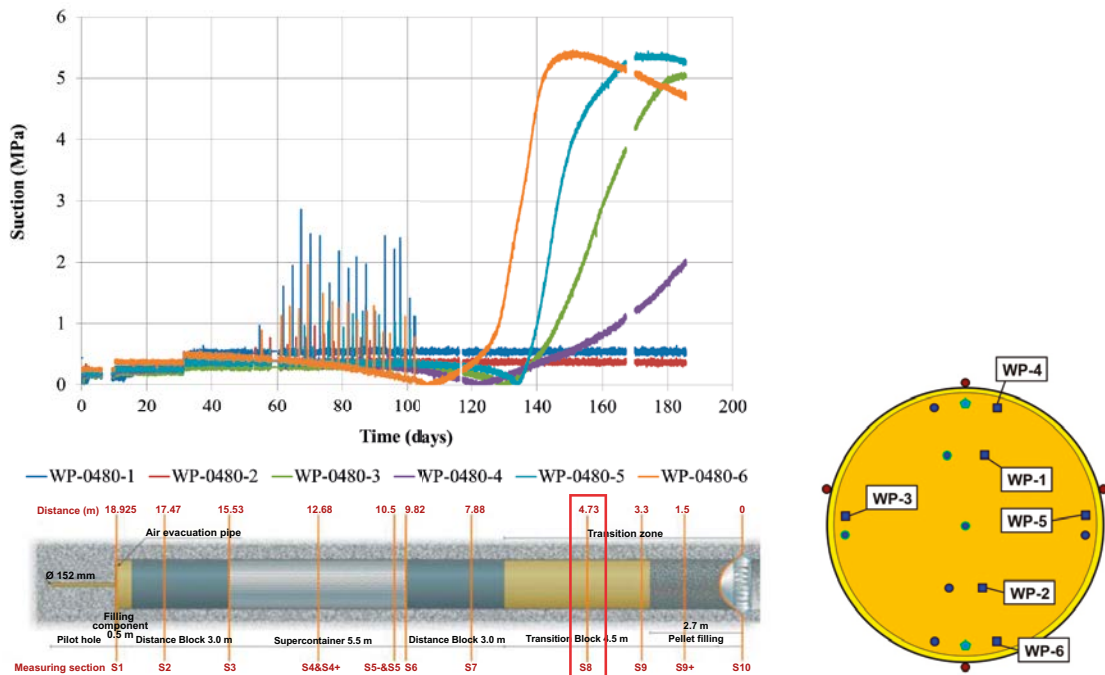 6
5
4
3
2
1
0
Suction (MPa)
0 20 40 60 80 100 120 140 160 180 200
Time (days)
WP-0480-1 WP-0480-2 WP-0480-3 WP-0480-4 WP-0480-5 WP-0480-6
Distance (m) 18.925 17.47 15.53 12.68 10.5 9.82 7.88 4.73 3.3 1.5 0
Air evacuation pipe Transition zone
Ø 152 mm
Filling
component
0.5 m
2.7 m
Pilot hole Distance Block 3.0 m Supercontainer 5.5 m Distance Block 3.0 m Transition Block 4.5 m Pellet filling
Measuring section S1 S2 S3 S4&S4+ S5-&S5 S6 S7 S8 S9 S9+ S10
WP-4
WP-1
WP-3
WP-5
WP-2
WP-6